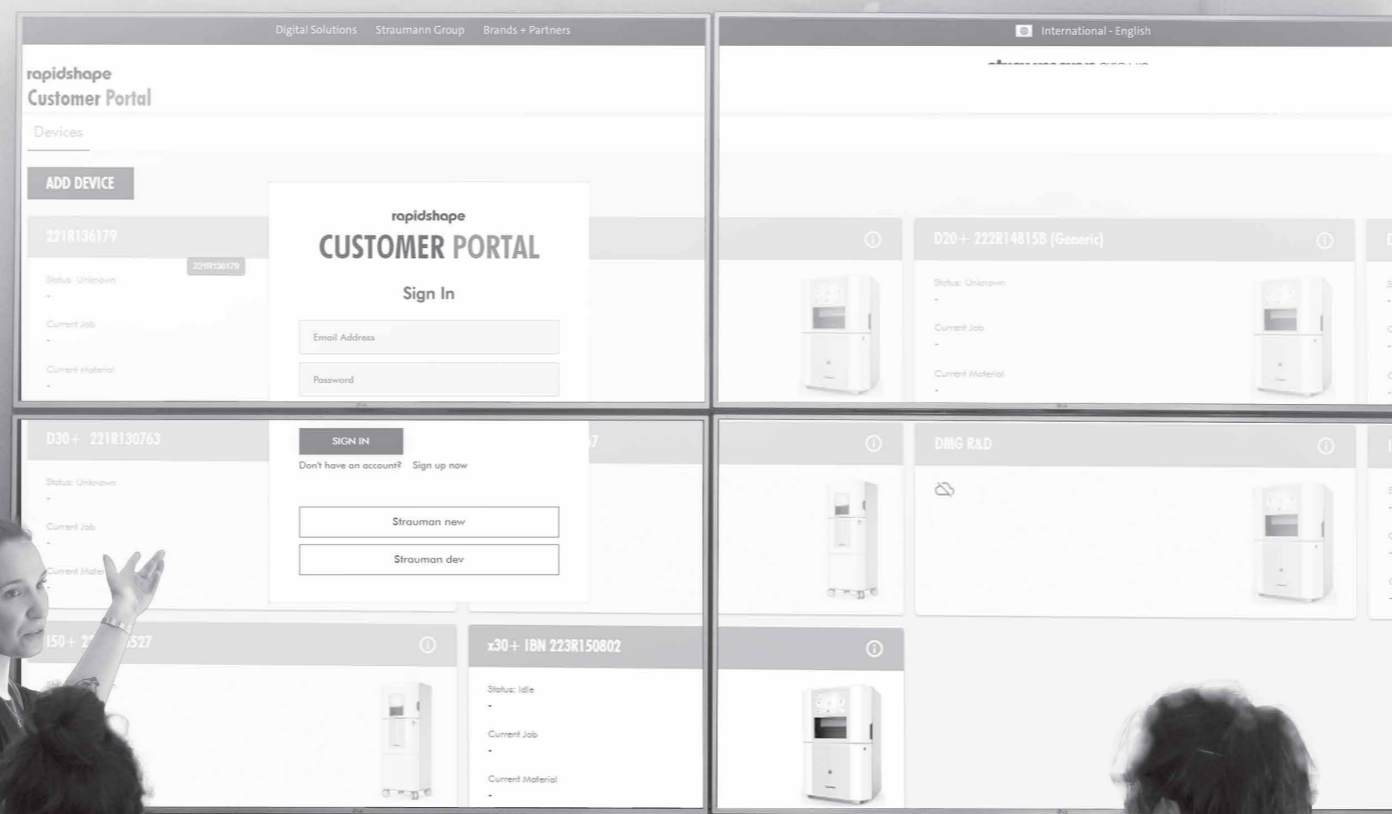 Digital Solutions Straumann Group Brands + Partners
International - English
rapidshape
Customer Portal
Devices
ADD DEVICE
221R136179
221R136179
Status: Unknown
-
Current Job
-
Current Material
-
rapidshape
CUSTOMER PORTAL
Sign In
Email Address
Password
SIGN IN
Don't have an account? Sign up now
Strauman new
Strauman dev
D20+ 222R14815B (Generic)
Status: Unknown
-
Current Job
-
Current Material
-
D30+ 221R130763
Status: Unknown
-
Current Job
-
7
DMG R&D
527
x30+ IBN 223R150802
Status: Idle
-
Current Job
-
Current Material
-